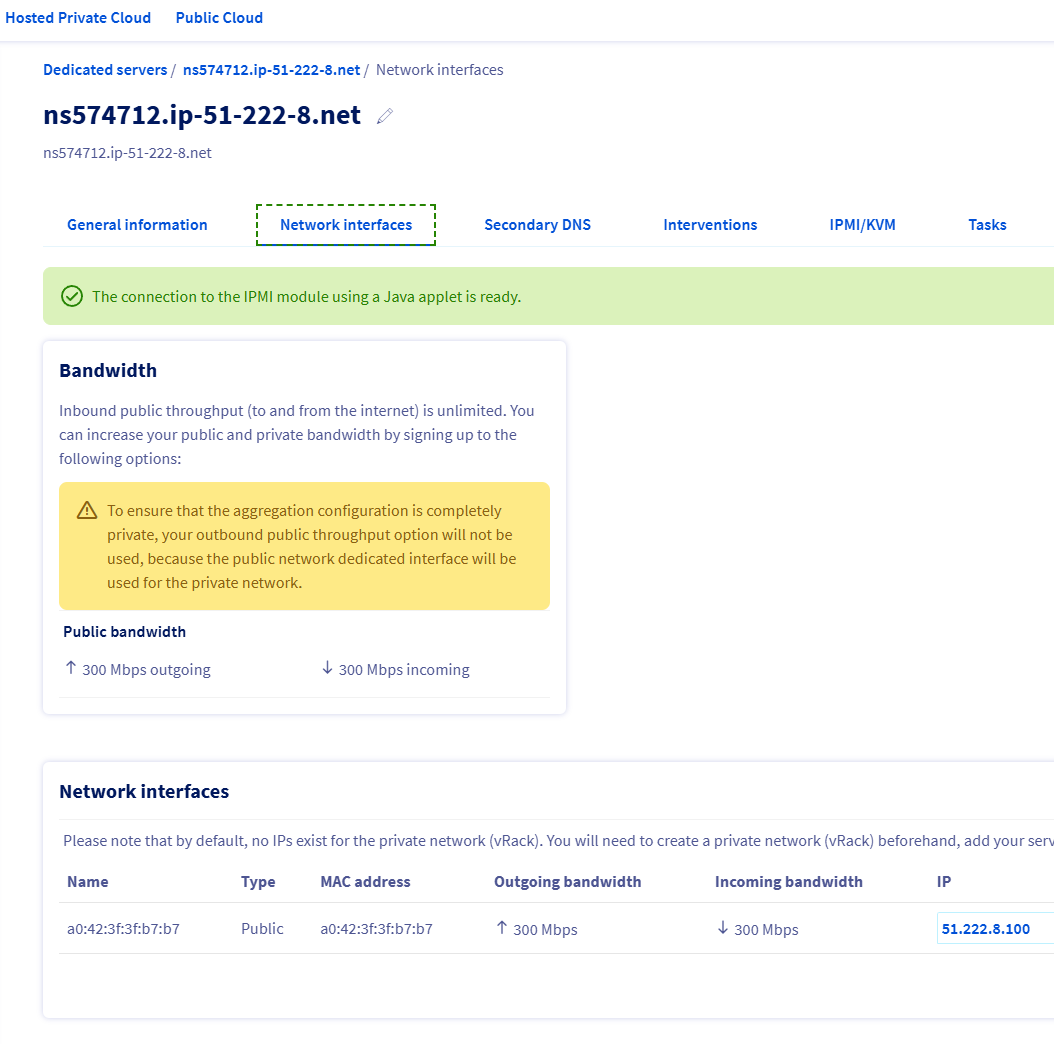 Hosted Private Cloud Public Cloud
Dedicated servers / ns574712.ip-51-222-8.net / Network interfaces
ns574712.ip-51-222-8.net
ns574712.ip-51-222-8.net
General information Network interfaces Secondary DNS Interventions IPMI/KVM Tasks
The connection to the IPMI module using a Java applet is ready.
Bandwidth
Inbound public throughput (to and from the internet) is unlimited. You
can increase your public and private bandwidth by signing up to the
following options:
To ensure that the aggregation configuration is completely
private, your outbound public throughput option will not be
used, because the public network dedicated interface will be
used for the private network.
Public bandwidth
↑ 300 Mbps outgoing ↓ 300 Mbps incoming
Network interfaces
Please note that by default, no IPs exist for the private network (vRack). You will need to create a private network (vRack) beforehand, add your serv
Name Type MAC address Outgoing bandwidth Incoming bandwidth IP
a0:42:3f:3f:b7:b7 Public a0:42:3f:3f:b7:b7 ↑ 300 Mbps ↓ 300 Mbps 51.222.8.100